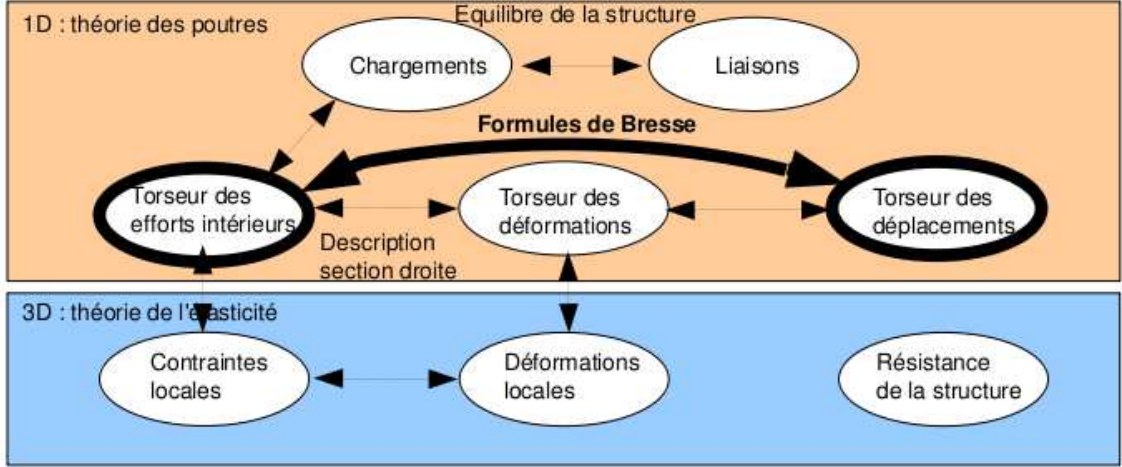 1D : théorie des poutres
Equilibre de la structure
Chargements
Liaisons
Formules de Bresse
Torseur des
efforts intérieurs
Torseur des
déformations
Torseur des
déplacements
Description
section droite
3D : théorie de l'élasticité
Contraintes
locales
Déformations
locales
Résistance
de la structure